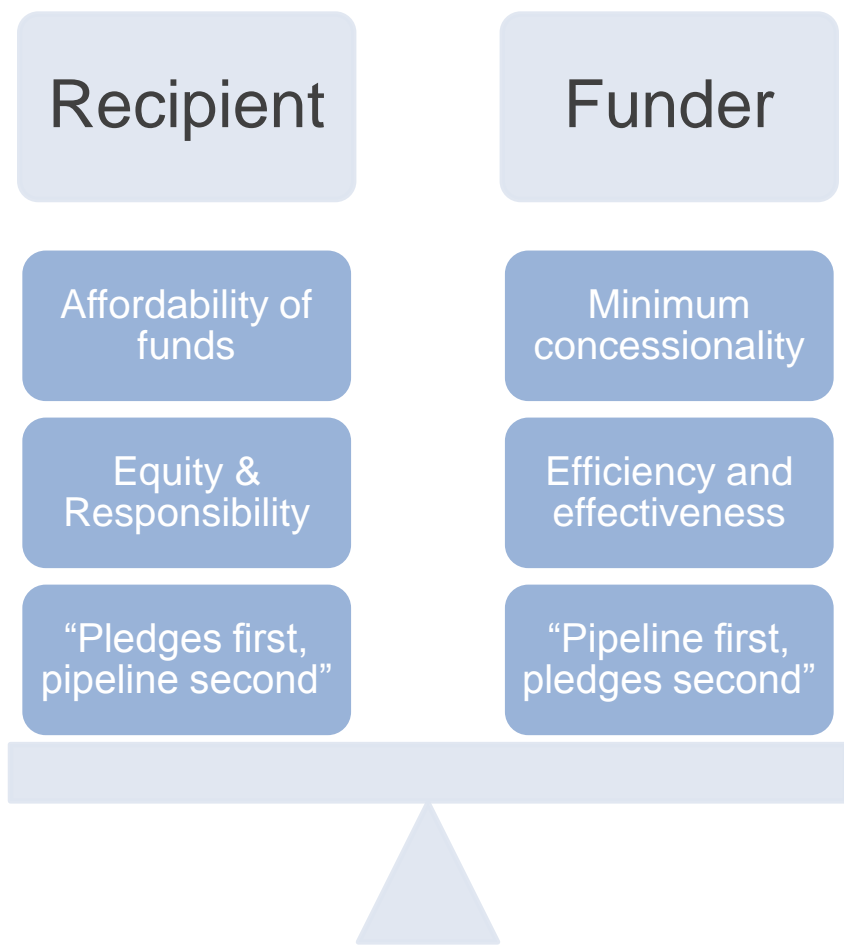 Recipient
Funder
Affordability of
funds
Minimum
concessionality
Equity &
Responsibility
Efficiency and
effectiveness
“Pledges first,
pipeline second”
“Pipeline first,
pledges second”